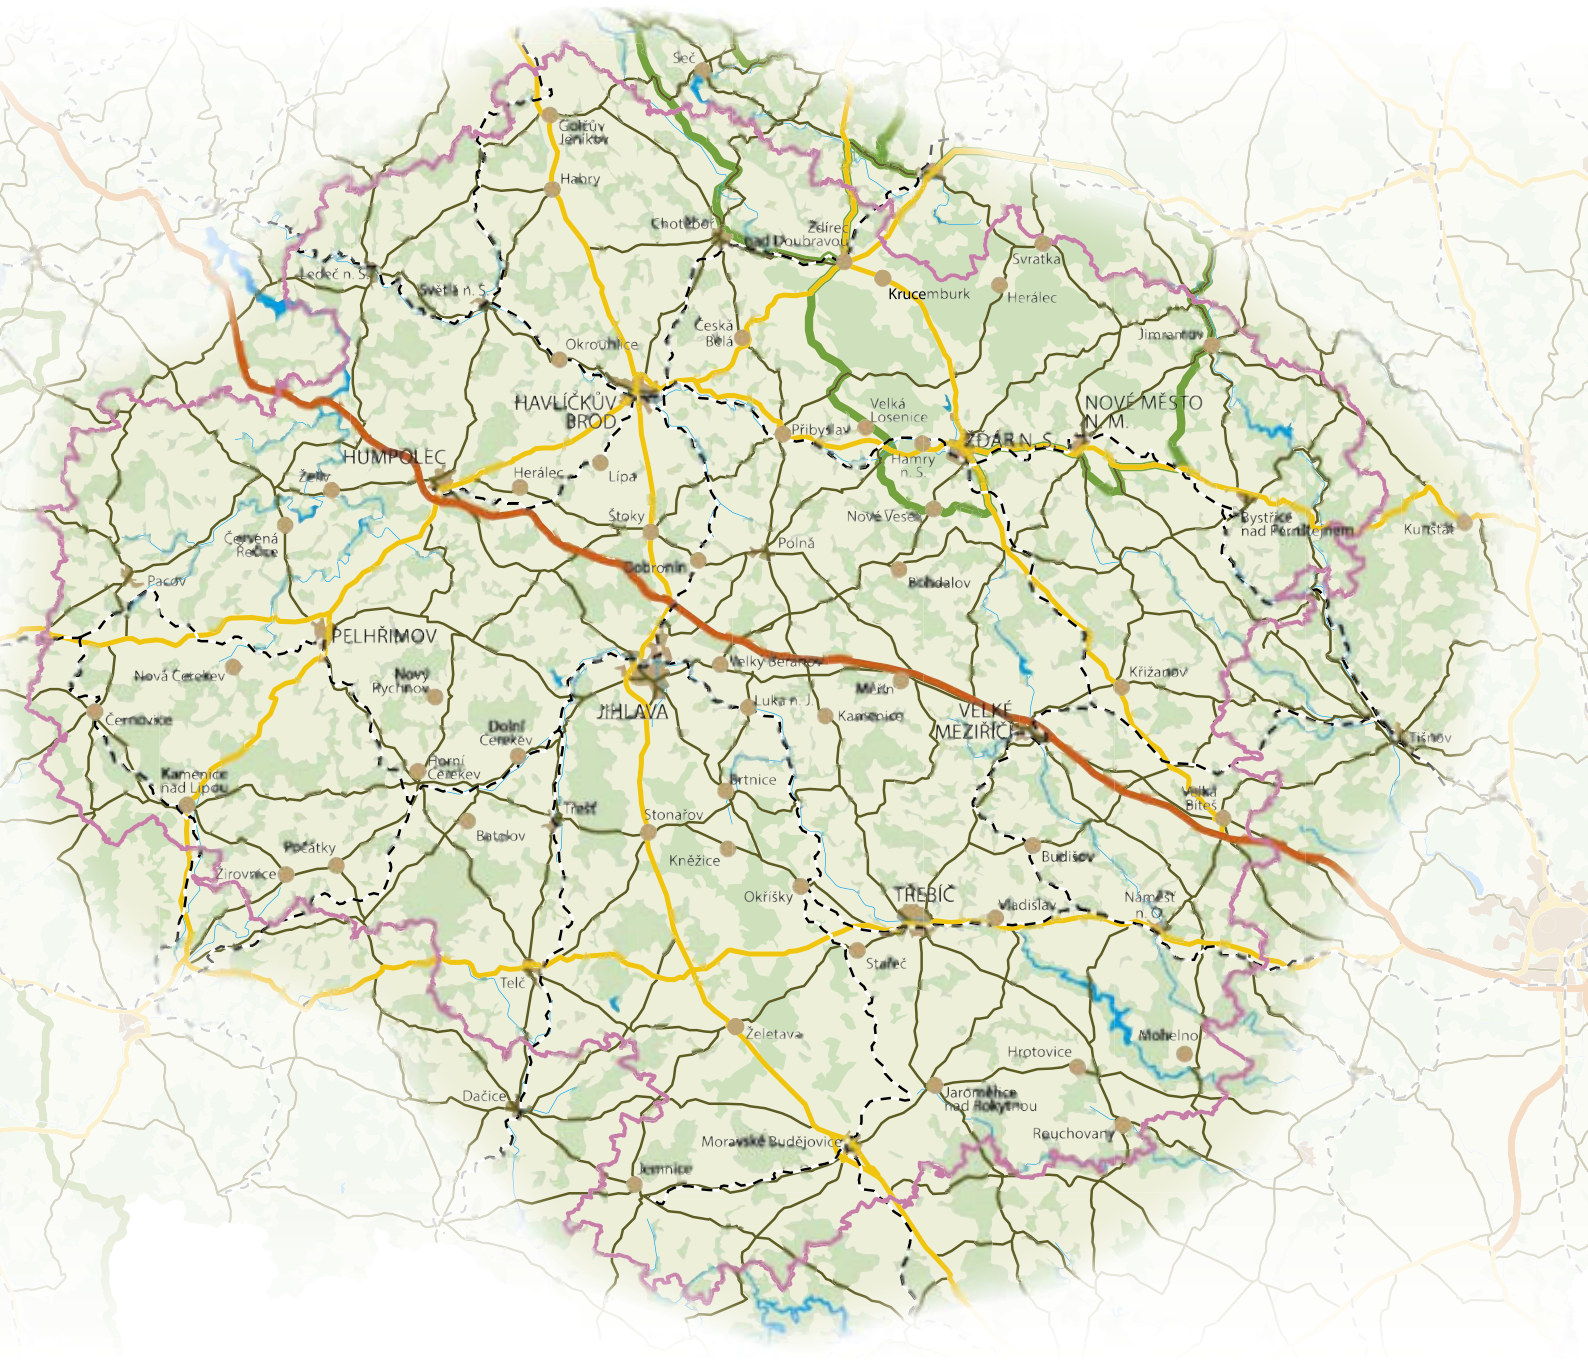 Seč
Golčův
Jeníkov
Habry
Chotěboř
Ždírec
nad Doubravou
Svratka
Ledeč n. S.
Světlá n. S.
Krucemburk
Herálec
Česká
Bělá
Jimramov
Okrouhlice
HAVLÍČKŮV
BROD
Velká
Losenice
NOVÉ MĚSTO
N. M.
Přibyslav
ŽĎÁR N. S.
HUMPOLEC
Hamry
n. S.
Želiv
Herálec
Lípa
Štoky
Nové Veselí
Bystřice
nad Pernštejnem
Kunštát
Červená
Řečice
Polná
Dobronín
Bohdalov
Pacov
PELHŘIMOV
Nová Cerekev
Nový
Rychnov
Velký Beranov
Křižanov
Měřín
Luka n. J.
Kamenice
Černovice
JIHLAVA
VELKÉ
MEZIŘÍČÍ
Dolní
Cerekev
Tišnov
Horní
Cerekev
Kamenice
nad Lipou
Brtnice
Velká
Bíteš
Třešť
Stonařov
Batelov
Počátky
Kněžice
Budišov
Žirovnice
Okříšky
TŘEBÍČ
Vladislav
Náměšť
n. O.
Stařeč
Telč
Želetava
Mohelno
Hrotovice
Dačice
Jaroměřice
nad Rokytnou
Rouchovany
Moravské Budějovice
Jemnice